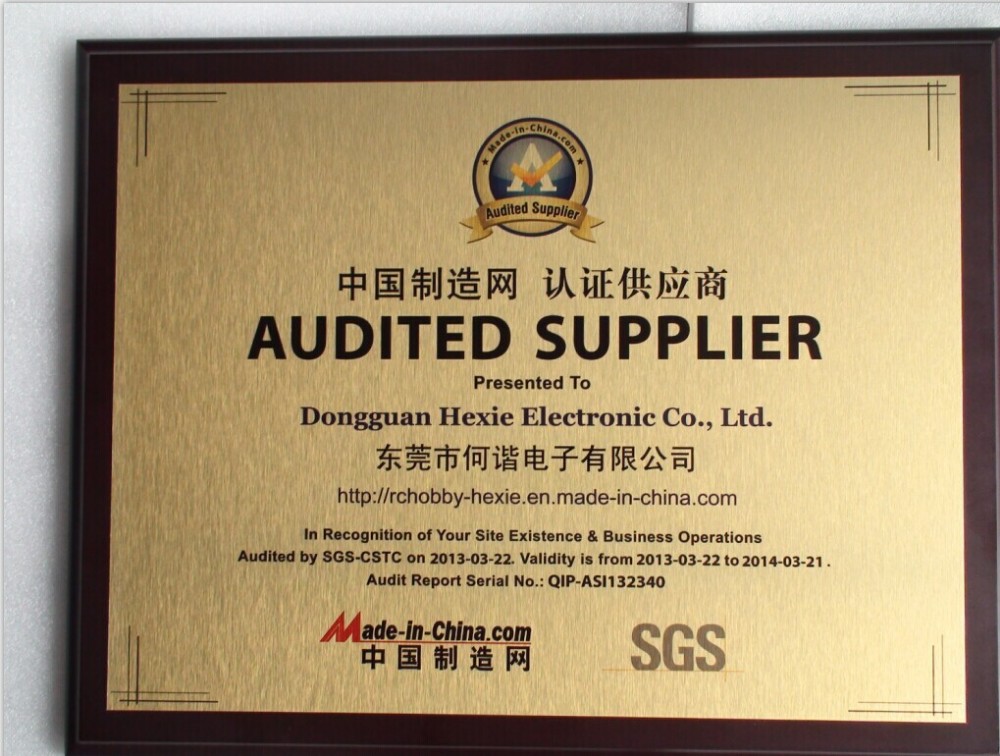 Made-in-China.com
Audited Supplier
中国制造网 认证供应商
AUDITED SUPPLIER
Presented To
Dongguan Hexie Electronic Co., Ltd.
东莞市何谐电子有限公司
http://rchobby-hexie.en.made-in-china.com
In Recognition of Your Site Existence & Business Operations
Audited by SGS-CSTC on 2013-03-22. Validity is from 2013-03-22 to 2014-03-21 .
Audit Report Serial No.: QIP-ASI132340
Made-in-China.com
中国制造网
SGS